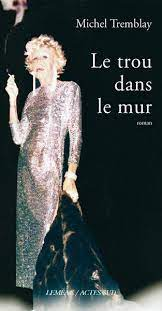 Michel Tremblay
Le trou
dans
le mur
roman
LEMÉAC / ACTES SUD